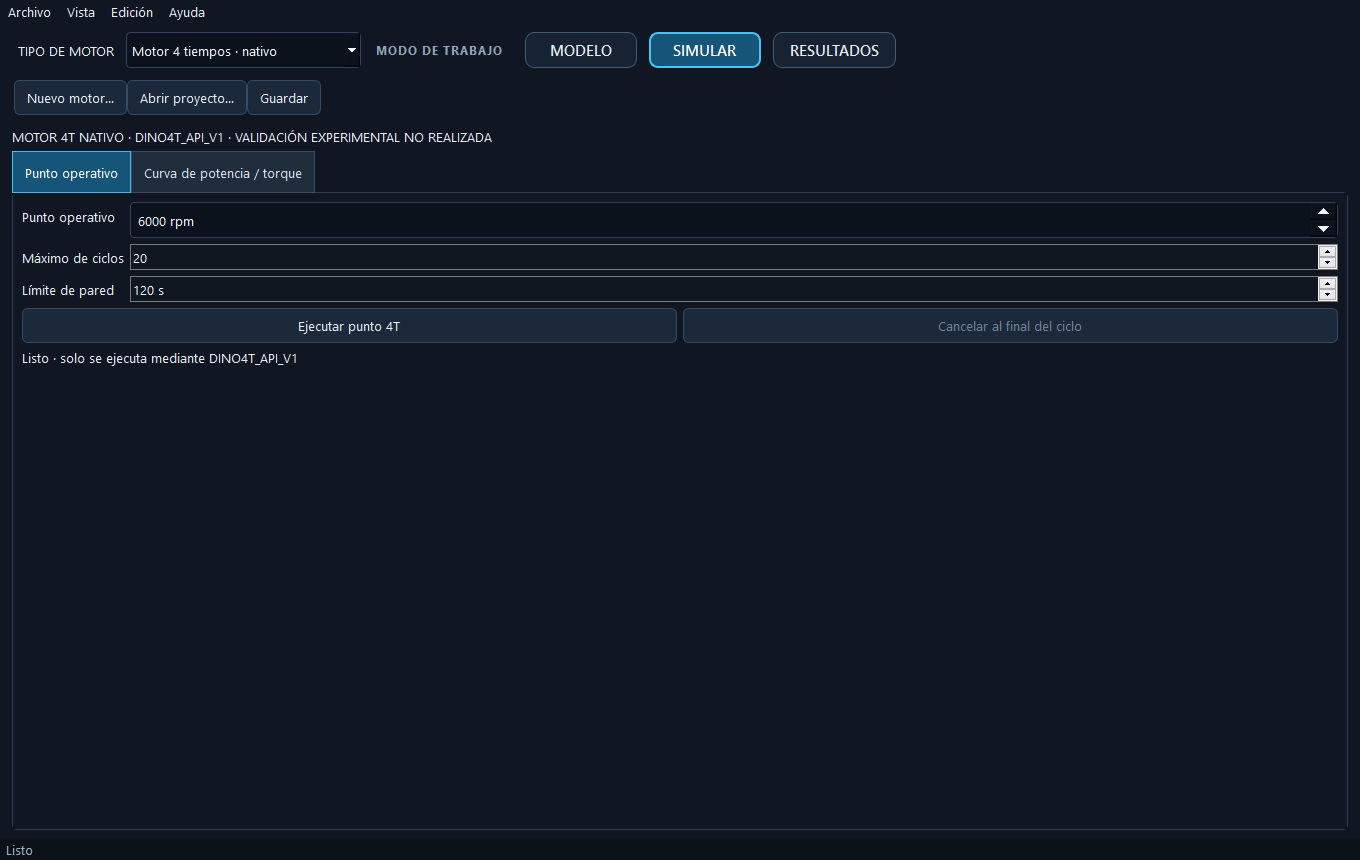 Archivo Vista Edición Ayuda
TIPO DE MOTOR Motor 4 tiempos · nativo MODO DE TRABAJO MODELO SIMULAR RESULTADOS
Nuevo motor... Abrir proyecto... Guardar
MOTOR 4T NATIVO · DINO4T_API_V1 · VALIDACIÓN EXPERIMENTAL NO REALIZADA
Punto operativo Curva de potencia / torque
Punto operativo 6000 rpm
Máximo de ciclos 20
Límite de pared 120 s
Ejecutar punto 4T Cancelar al final del ciclo
Listo · solo se ejecuta mediante DINO4T_API_V1
Listo